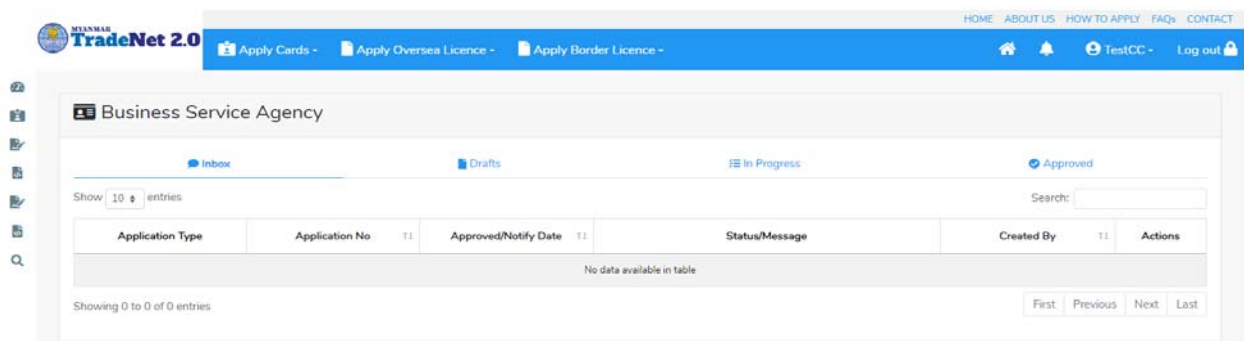 HOME ABOUT US HOW TO APPLY FAQs CONTACT
MYANMAR
TradeNet 2.0
Apply Cards - Apply Oversea Licence - Apply Border Licence - TestCC - Log out
Business Service Agency
Inbox Drafts In Progress Approved
Show 10 entries Search:
Application Type Application No Approved/Notify Date Status/Message Created By Actions
No data available in table
Showing 0 to 0 of 0 entries First Previous Next Last